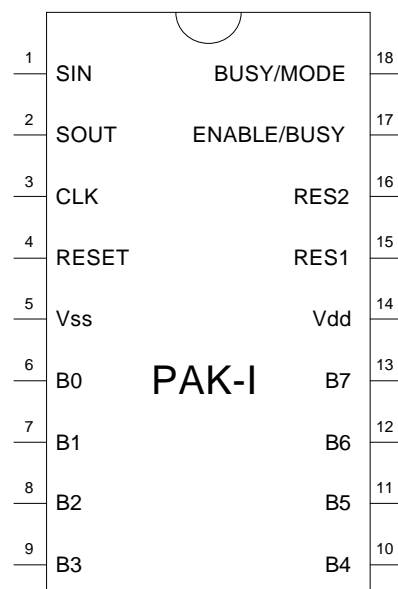 1 SIN BUSY/MODE 18
2 SOUT ENABLE/BUSY 17
3 CLK RES2 16
4 RESET RES1 15
5 Vss Vdd 14
6 B0 PAK-I B7 13
7 B1 B6 12
8 B2 B5 11
9 B3 B4 10